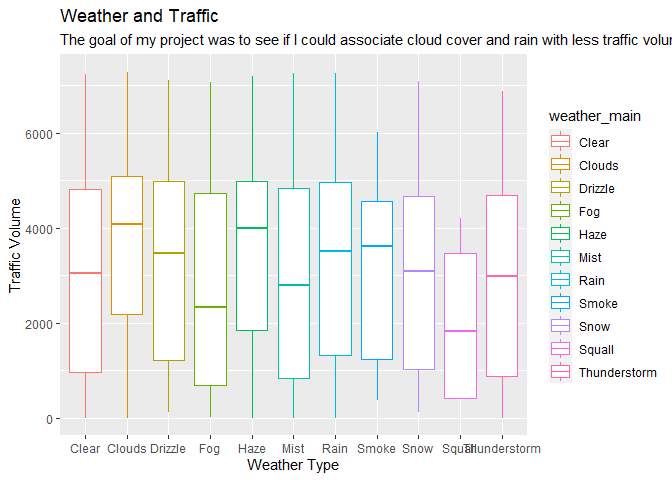 Weather and Traffic
The goal of my project was to see if I could associate cloud cover and rain with less traffic
Traffic Volume
6000
4000
2000
0
Clear Clouds Drizzle Fog Haze Mist Rain Smoke Snow Squall Thunderstorm
Weather Type
weather_main
Clear
Clouds
Drizzle
Fog
Haze
Mist
Rain
Smoke
Snow
Squall
Thunderstorm